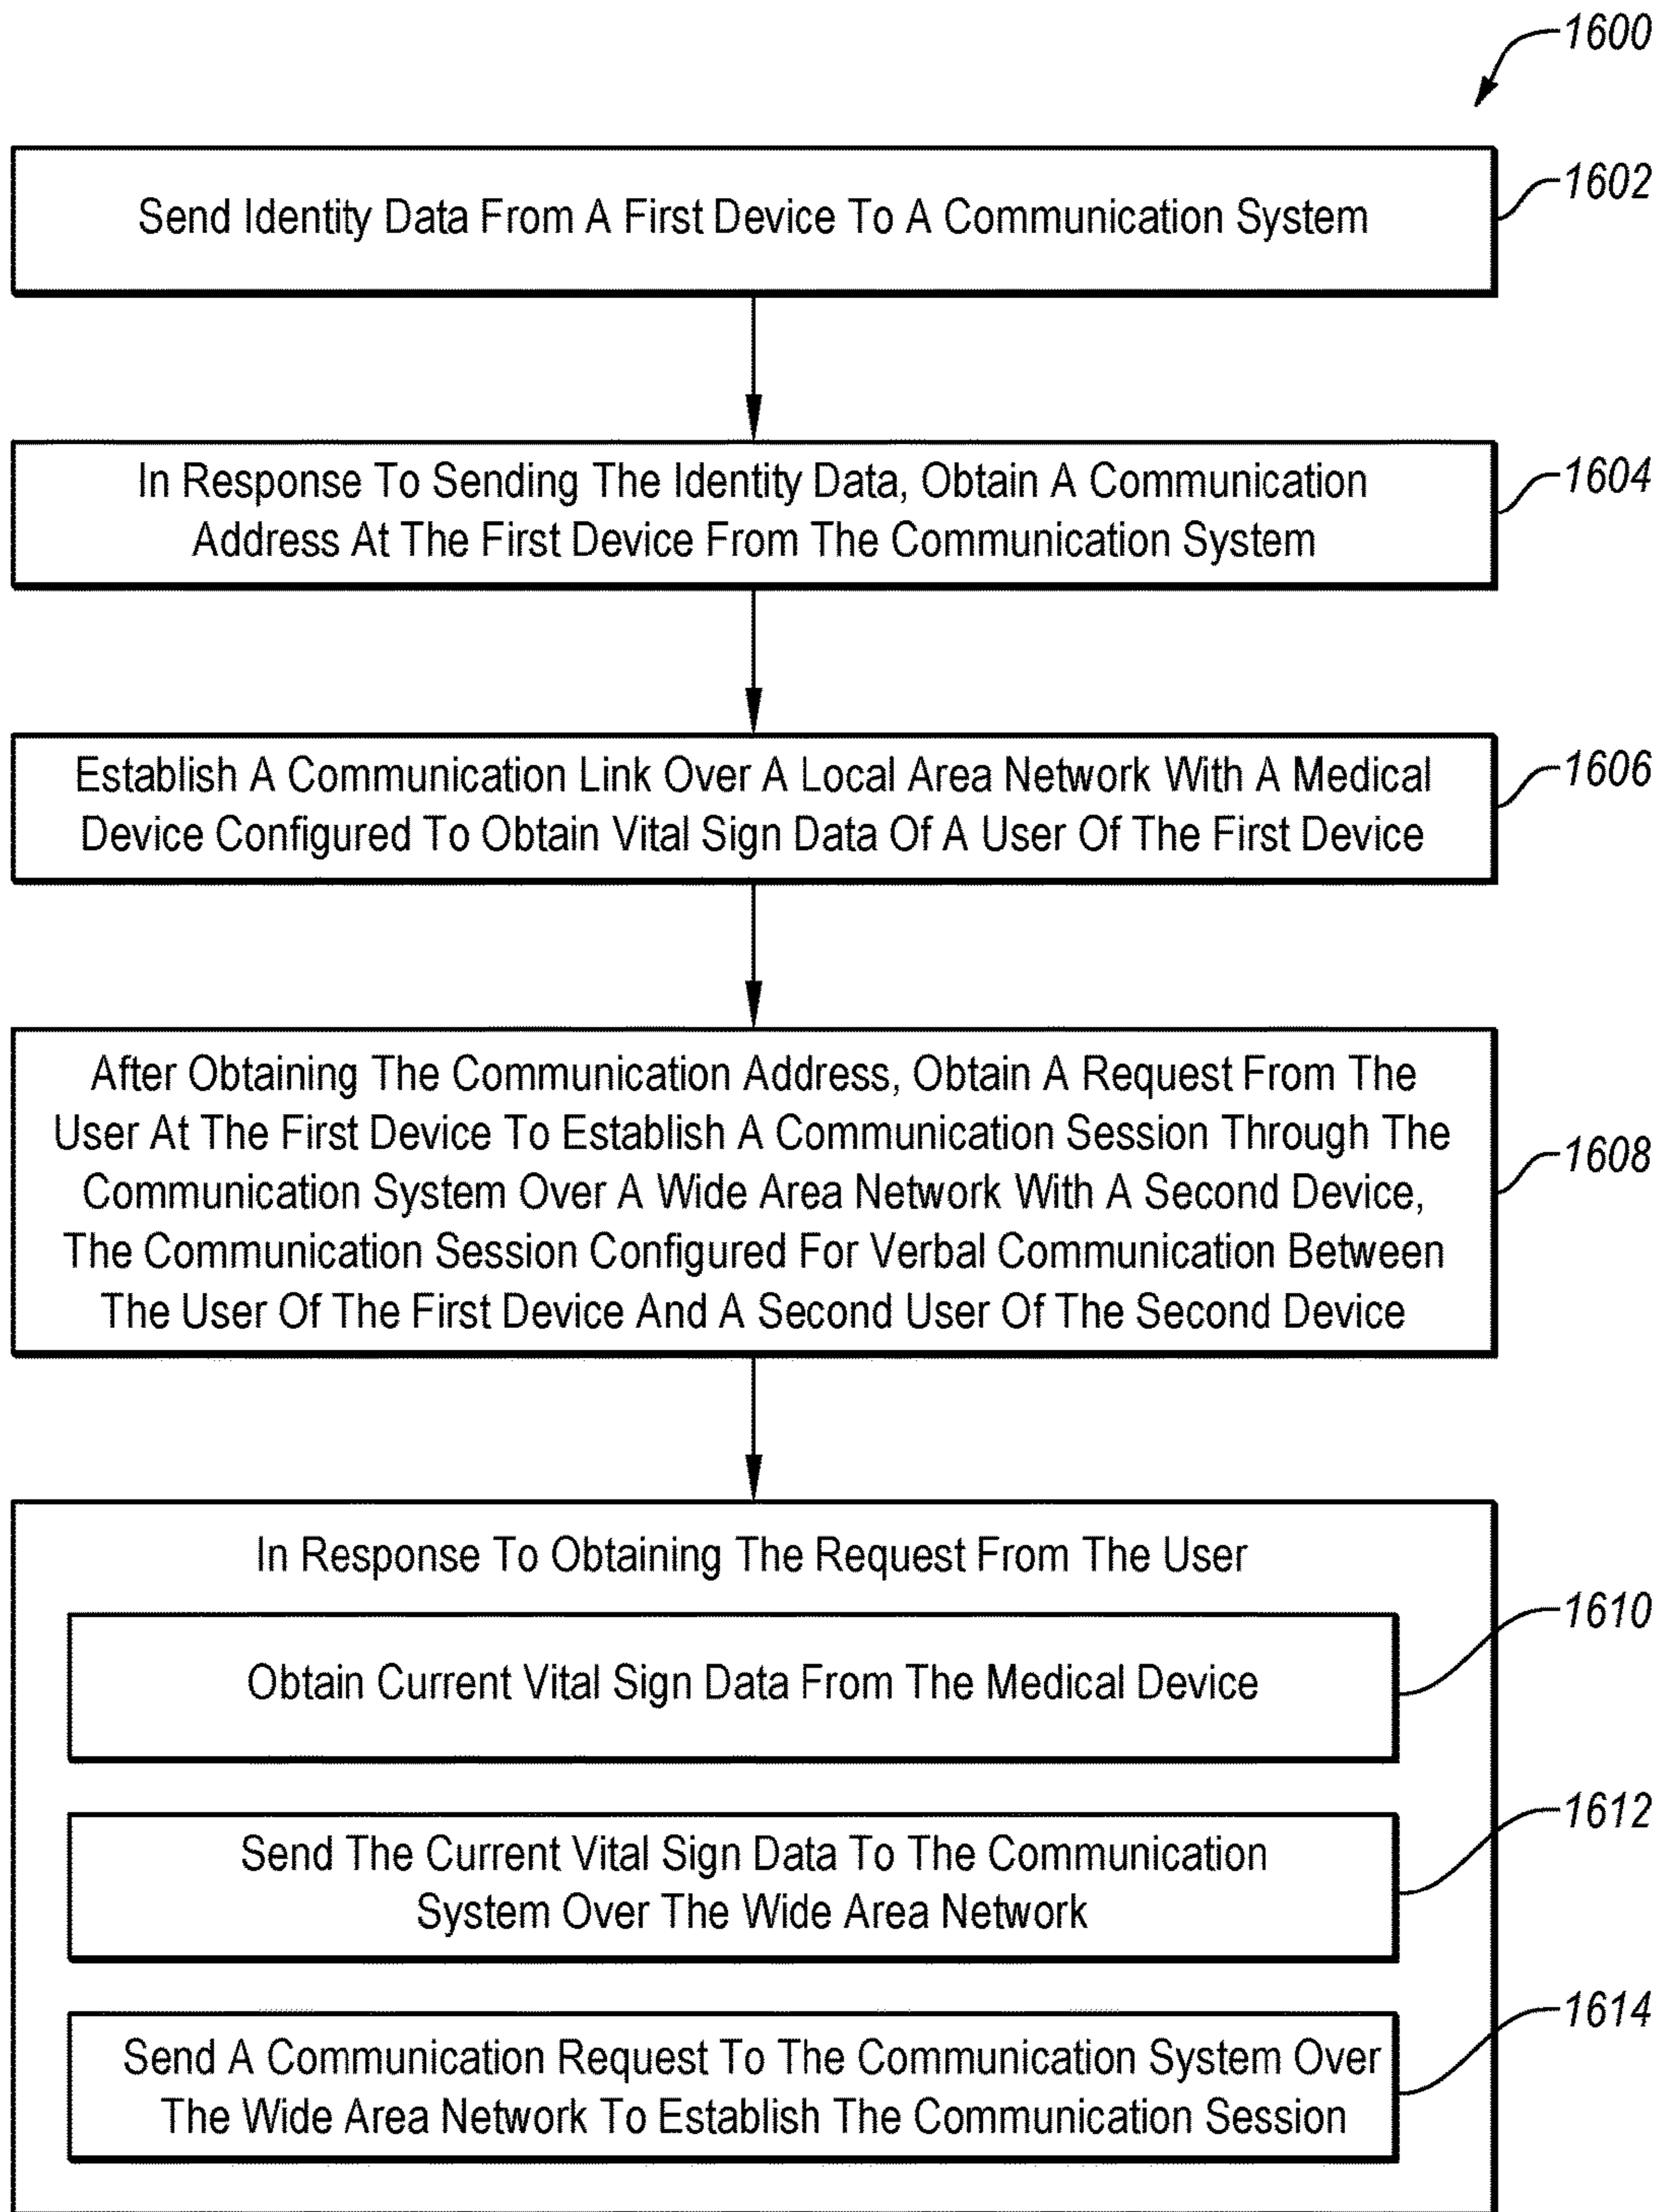 1600
Send Identity Data From A First Device To A Communication System
1602
In Response To Sending The Identity Data, Obtain A Communication
Address At The First Device From The Communication System
1604
Establish A Communication Link Over A Local Area Network With A Medical
Device Configured To Obtain Vital Sign Data Of A User Of The First Device
1606
After Obtaining The Communication Address, Obtain A Request From The
User At The First Device To Establish A Communication Session Through The
Communication System Over A Wide Area Network With A Second Device,
The Communication Session Configured For Verbal Communication Between
The User Of The First Device And A Second User Of The Second Device
1608
In Response To Obtaining The Request From The User
Obtain Current Vital Sign Data From The Medical Device
1610
Send The Current Vital Sign Data To The Communication
System Over The Wide Area Network
1612
Send A Communication Request To The Communication System Over
The Wide Area Network To Establish The Communication Session
1614